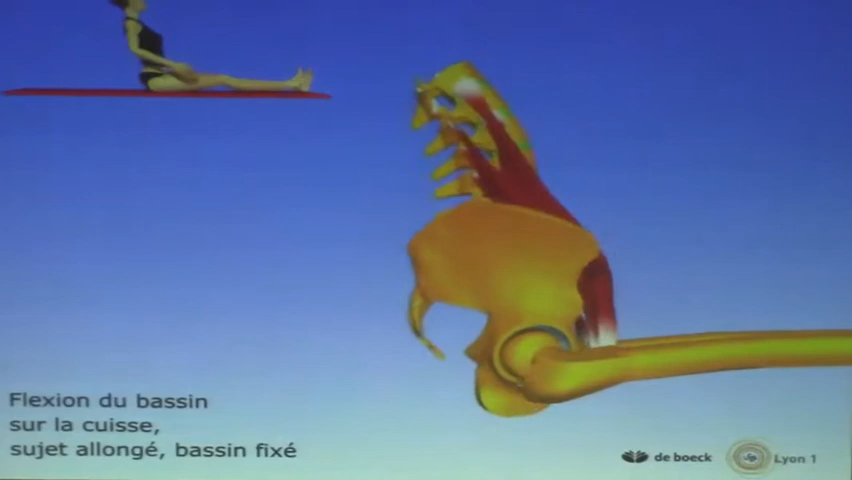 Flexion du bassin
sur la cuisse,
sujet allongé, bassin fixé
de boeck
Lyon 1